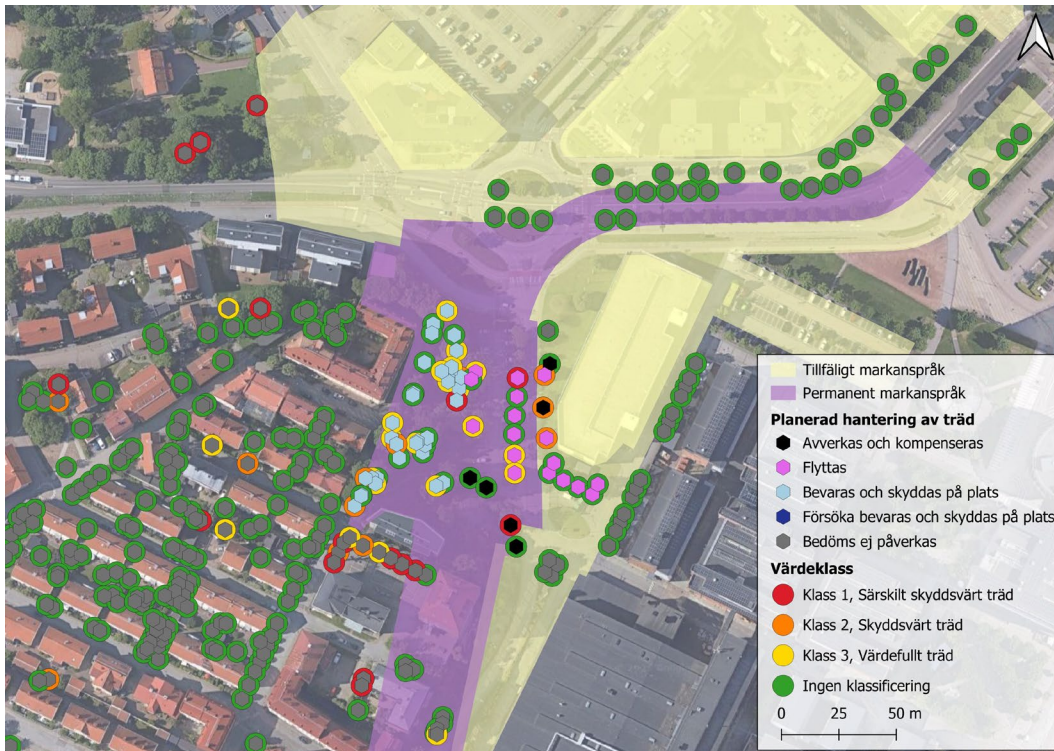 Tillfäligt markanspråk
Permanent markanspråk
Planerad hantering av träd
Avverkas och kompenseras
Flyttas
Bevaras och skyddas på plats
Försöka bevaras och skyddas på plats
Bedöms ej påverkas
Värdeklass
Klass 1, Särskilt skyddsvärt träd
Klass 2, Skyddsvärt träd
Klass 3, Värdefullt träd
Ingen klassificering
0 25 50 m